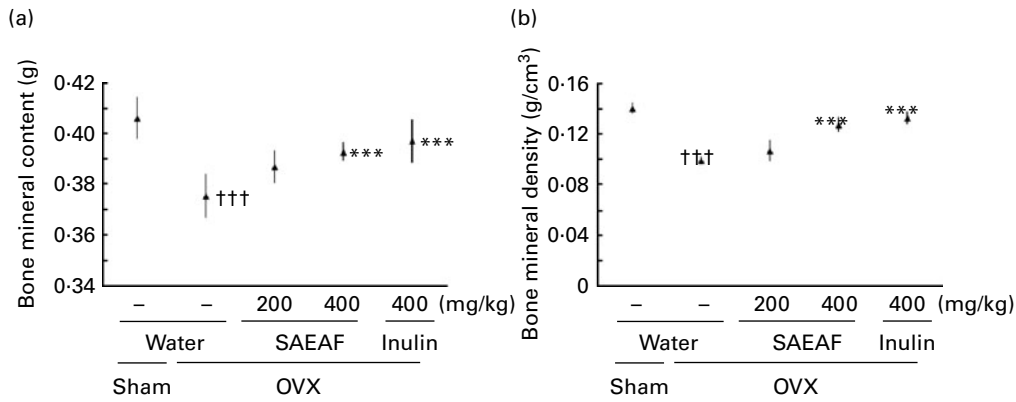 (a)
Bone mineral content (g)
0·42
0·40
0·38
0·36
0·34
†††
***
***
– – 200 400 400 (mg/kg)
Water SAEAF Inulin
Sham OVX
(b)
Bone mineral density (g/cm³)
0·16
0·12
0·08
0·04
0
†††
***
***
– – 200 400 400 (mg/kg)
Water SAEAF Inulin
Sham OVX